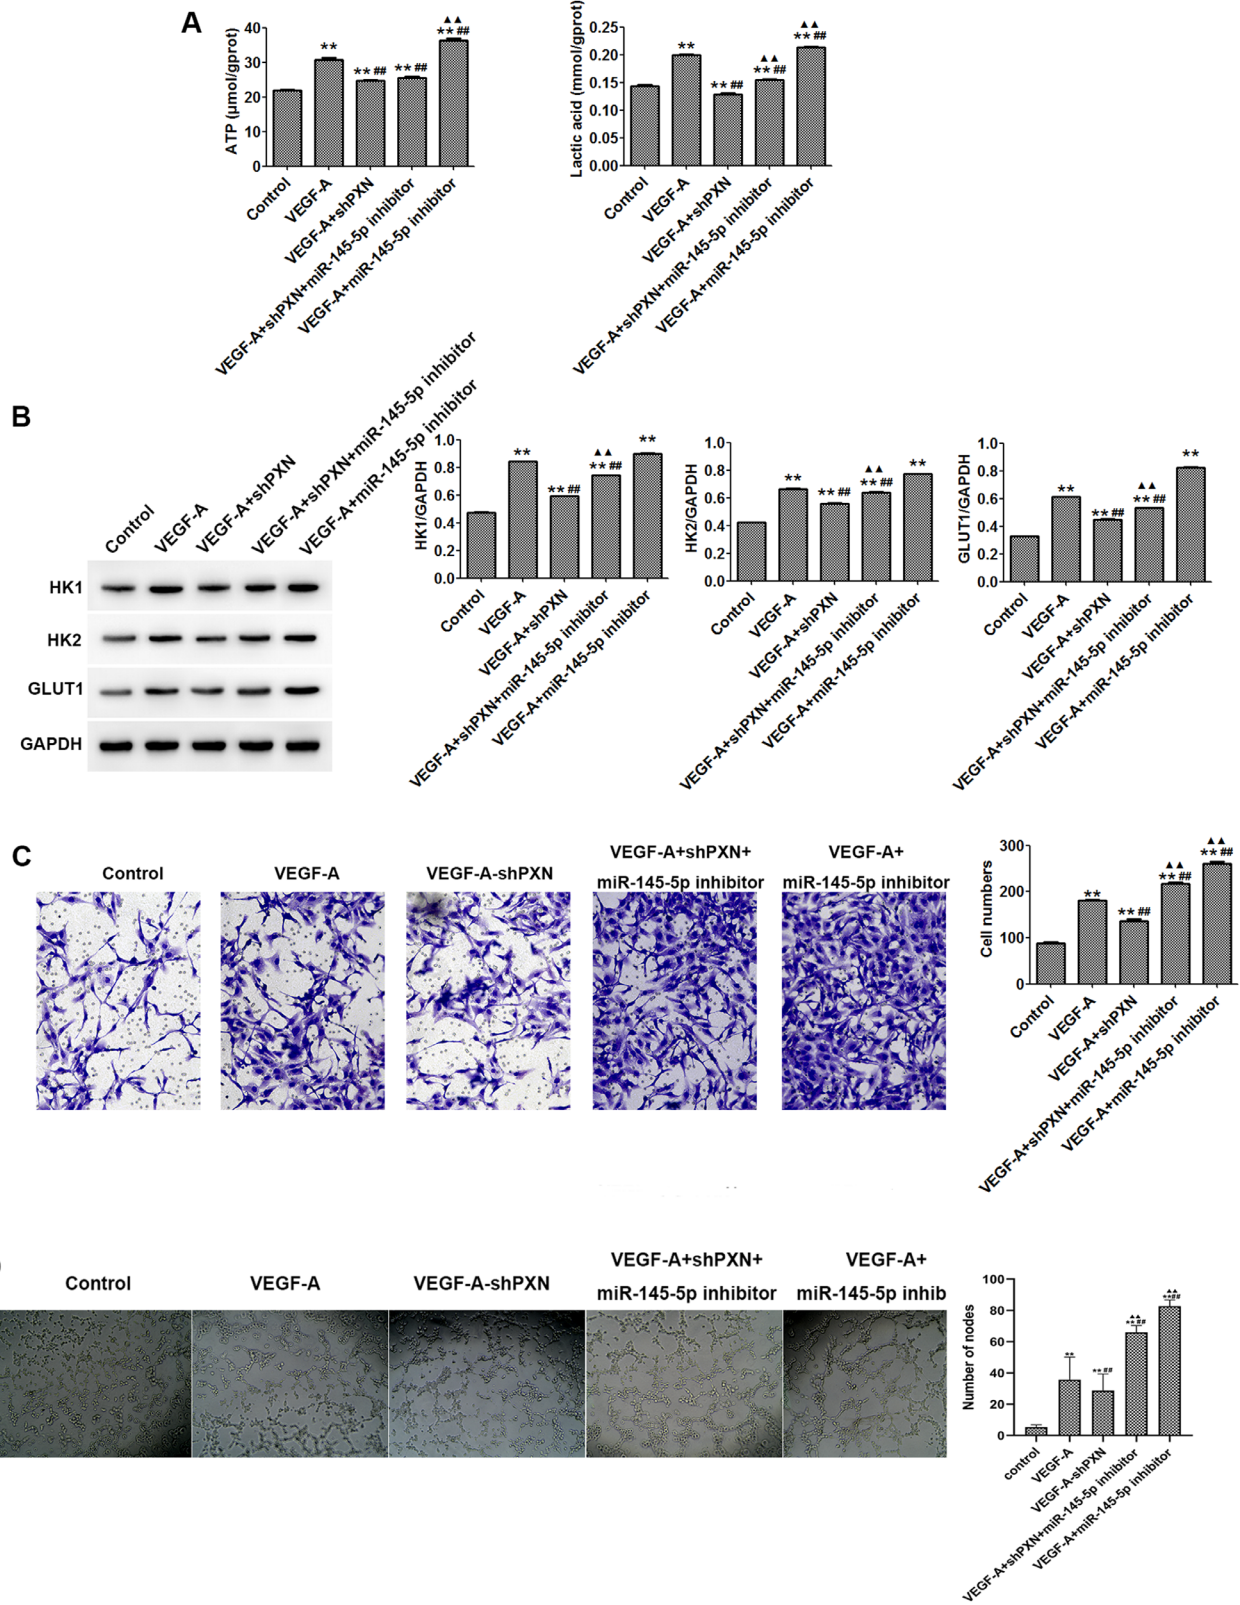 A
ATP (μmol/gprot)
40
30
20
10
0
**
** ##
** ##
▲▲
** ##
Control
VEGF-A
VEGF-A+shPXN
VEGF-A+shPXN+miR-145-5p inhibitor
VEGF-A+miR-145-5p inhibitor
Lactic acid (mmol/gprot)
0.25
0.20
0.15
0.10
0.05
0.00
**
** ##
▲▲
** ##
▲▲
** ##
Control
VEGF-A
VEGF-A+shPXN
VEGF-A+shPXN+miR-145-5p inhibitor
VEGF-A+miR-145-5p inhibitor
B
Control
VEGF-A
VEGF-A+shPXN
VEGF-A+shPXN+miR-145-5p inhibitor
VEGF-A+miR-145-5p inhibitor
HK1
HK2
GLUT1
GAPDH
HK1/GAPDH
1.0
0.8
0.6
0.4
0.2
0.0
**
** ##
▲▲
** ##
**
Control
VEGF-A
VEGF-A+shPXN
VEGF-A+shPXN+miR-145-5p inhibitor
VEGF-A+miR-145-5p inhibitor
HK2/GAPDH
1.0
0.8
0.6
0.4
0.2
0.0
**
** ##
▲▲
** ##
**
Control
VEGF-A
VEGF-A+shPXN
VEGF-A+shPXN+miR-145-5p inhibitor
VEGF-A+miR-145-5p inhibitor
GLUT1/GAPDH
1.0
0.8
0.6
0.4
0.2
0.0
**
** ##
▲▲
** ##
**
Control
VEGF-A
VEGF-A+shPXN
VEGF-A+shPXN+miR-145-5p inhibitor
VEGF-A+miR-145-5p inhibitor
C
Control
VEGF-A
VEGF-A-shPXN
VEGF-A+shPXN+
miR-145-5p inhibitor
VEGF-A+
miR-145-5p inhibitor
Cell numbers
300
200
100
0
**
** ##
▲▲
** ##
▲▲
** ##
Control
VEGF-A
VEGF-A+shPXN
VEGF-A+shPXN+miR-145-5p inhibitor
VEGF-A+miR-145-5p inhibitor
Control
VEGF-A
VEGF-A-shPXN
VEGF-A+shPXN+
miR-145-5p inhibitor
VEGF-A+
miR-145-5p inhib
Number of nodes
100
80
60
40
20
0
**
** ##
▲▲
** ##
▲▲
**##
control
VEGF-A
VEGF-A-shPXN
VEGF-A+shPXN+miR-145-5p inhibitor
VEGF-A+miR-145-5p inhibitor